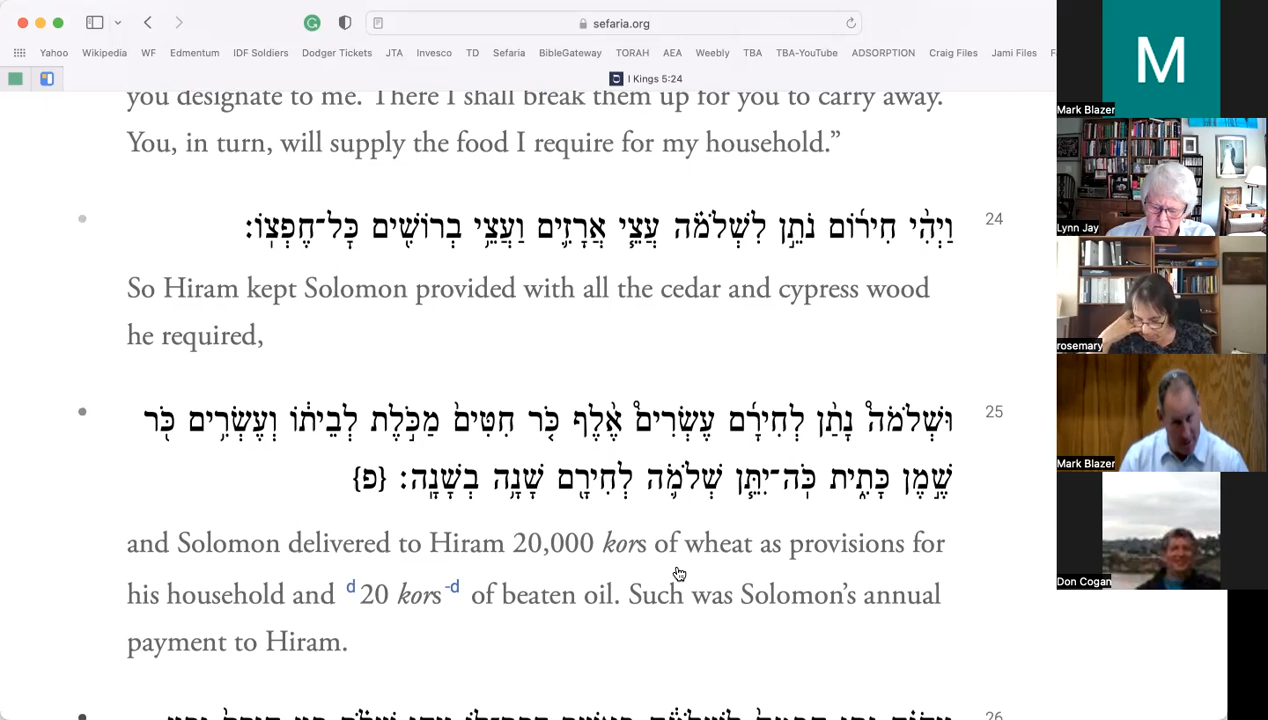 sefaria.org
Yahoo Wikipedia WF Edmentum IDF Soldiers Dodger Tickets JTA Invesco TD Sefaria BibleGateway TORAH AEA Weebly TBA TBA-YouTube ADSORPTION Craig Files Jami Files
I Kings 5:24
you designate to me. There I shall break them up for you to carry away.
You, in turn, will supply the food I require for my household.”
24
וַיְהִ֨י חִיר֜וֹם נֹתֵ֣ן לִשְׁלֹמֹ֗ה עֲצֵ֧י אֲרָזִ֛ים וַעֲצֵ֥י בְרוֹשִׁ֖ים כׇּל־חֶפְצֽוֹ׃
So Hiram kept Solomon provided with all the cedar and cypress wood
he required,
25
וּשְׁלֹמֹה֩ נָתַ֨ן לְחִירָ֜ם עֶשְׂרִים֩ אֶ֨לֶף כֹּ֤ר חִטִּים֙ מַכֹּ֣לֶת לְבֵית֔וֹ וְעֶשְׂרִ֥ים כֹּ֖ר
שֶׁ֣מֶן כָּתִ֑ית כֹּֽה־יִתֵּ֧ן שְׁלֹמֹ֛ה לְחִירָ֖ם שָׁנָ֥ה בְשָׁנָֽה׃ {פ}
and Solomon delivered to Hiram 20,000 kors of wheat as provisions for
his household and d20 kors-d of beaten oil. Such was Solomon’s annual
payment to Hiram.
26
M
Mark Blazer
Lynn Jay
rosemary
Mark Blazer
Don Cogan